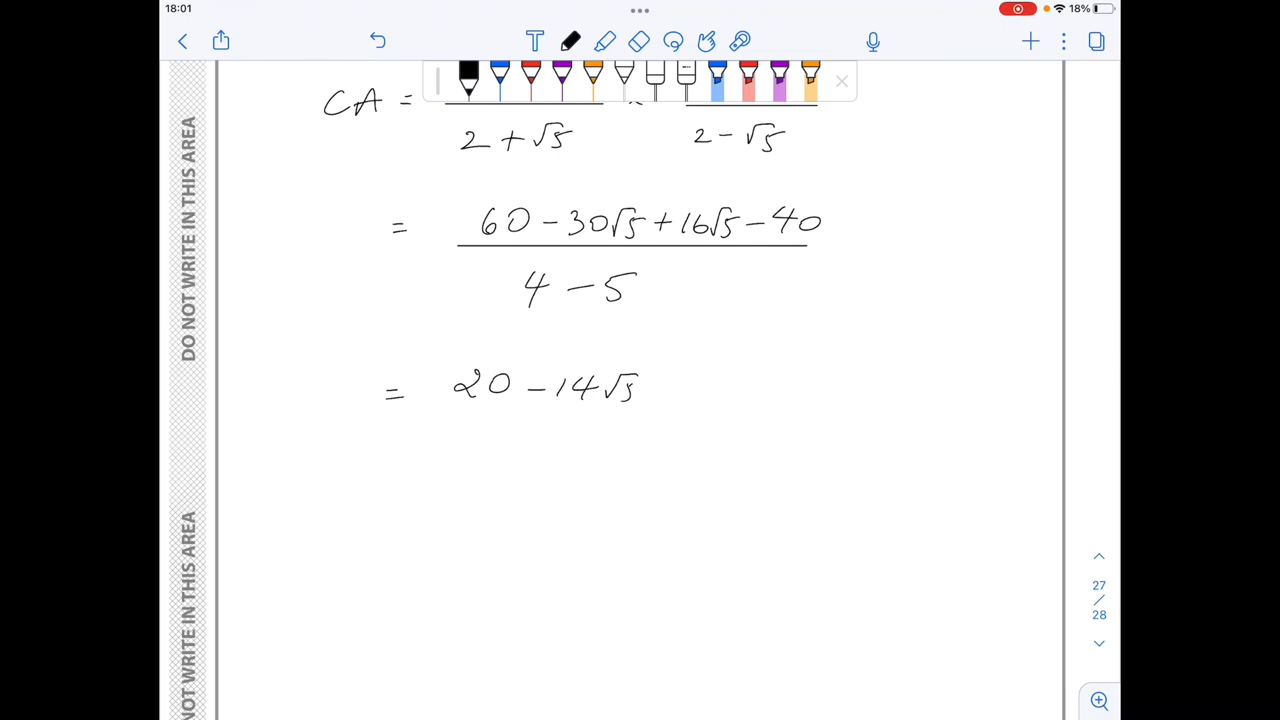 18:01
18%
CA =
2 + √5
2 - √5
= 60 - 30√5 + 16√5 - 40
4 - 5
= 20 - 14√5
DO NOT WRITE IN THIS AREA
NOT WRITE IN THIS AREA
27
/
28